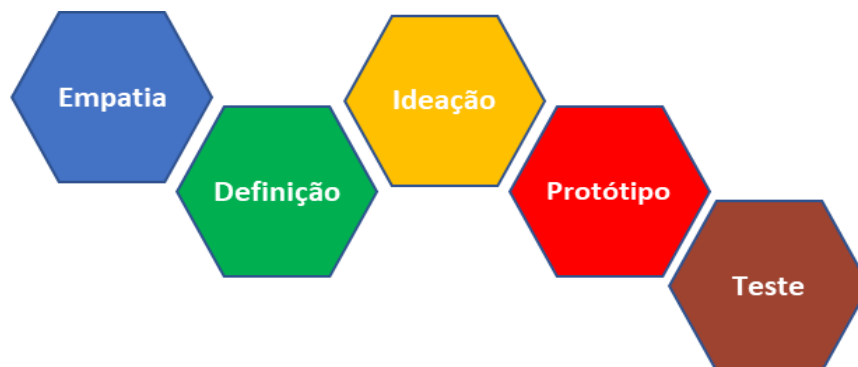 Empatia
Definição
Ideação
Protótipo
Teste